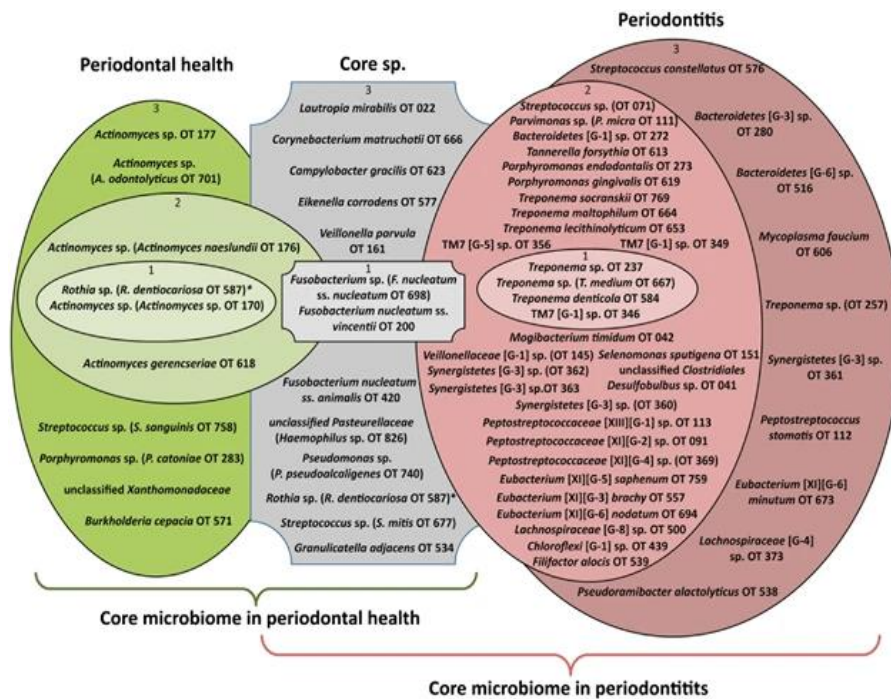 Periodontitis
Periodontal health
Core sp.
3
Actinomyces sp. OT 177
Actinomyces sp.
(A. odontolyticus OT 701)
2
Actinomyces sp. (Actinomyces naeslundii OT 176)
1
Rothia sp. (R. dentiocariosa OT 587)*
Actinomyces sp. (Actinomyces sp. OT 170)
Actinomyces gerencseriae OT 618
Streptococcus sp. (S. sanguinis OT 758)
Porphyromonas sp. (P. catoniae OT 283)
unclassified Xanthomonadaceae
Burkholderia cepacia OT 571
3
Lautropia mirabilis OT 022
Corynebacterium matruchotii OT 666
Campylobacter gracilis OT 623
Eikenella corrodens OT 577
Veillonella parvula
OT 161
1
Fusobacterium sp. (F. nucleatum
ss. nucleatum OT 698)
Fusobacterium nucleatum ss.
vincentii OT 200
Fusobacterium nucleatum
ss. animalis OT 420
unclassified Pasteurellaceae
(Haemophilus sp. OT 826)
Pseudomonas sp.
(P. pseudoalcaligenes OT 740)
Rothia sp. (R. dentiocariosa OT 587)*
Streptococcus sp. (S. mitis OT 677)
Granulicatella adjacens OT 534
2
Streptococcus sp. (OT 071)
Parvimonas sp. (P. micra OT 111)
Bacteroidetes [G-1] sp. OT 272
Tannerella forsythia OT 613
Porphyromonas endodontalis OT 273
Porphyromonas gingivalis OT 619
Treponema socranskii OT 769
Treponema maltophilum OT 664
Treponema lecithinolyticum OT 653
TM7 [G-5] sp. OT 356 TM7 [G-1] sp. OT 349
1
Treponema sp. OT 237
Treponema sp. (T. medium OT 667)
Treponema denticola OT 584
TM7 [G-1] sp. OT 346
Mogibacterium timidum OT 042
Veillonellaceae [G-1] sp. (OT 145) Selenomonas sputigena OT 151
Synergistetes [G-3] sp. (OT 362) unclassified Clostridiales
Synergistetes [G-3] sp.OT 363 Desulfobulbus sp. OT 041
Synergistetes [G-3] sp. (OT 360)
Peptostreptococcaceae [XIII][G-1] sp. OT 113
Peptostreptococcaceae [XI][G-2] sp. OT 091
Peptostreptococcaceae [XI][G-4] sp. (OT 369)
Eubacterium [XI][G-5] saphenum OT 759
Eubacterium [XI][G-3] brachy OT 557
Eubacterium [XI][G-6] nodatum OT 694
Lachnospiraceae [G-8] sp. OT 500
Chloroflexi [G-1] sp. OT 439
Filifactor alocis OT 539
3
Streptococcus constellatus OT 576
Bacteroidetes [G-3] sp.
OT 280
Bacteroidetes [G-6] sp.
OT 516
Mycoplasma faucium
OT 606
Treponema sp. (OT 257)
Synergistetes [G-3] sp.
OT 361
Peptostreptococcus
stomatis OT 112
Eubacterium [XI][G-6]
minutum OT 673
Lachnospiraceae [G-4]
sp. OT 373
Pseudoramibacter alactolyticus OT 538
Core microbiome in periodontal health
Core microbiome in periodontitits